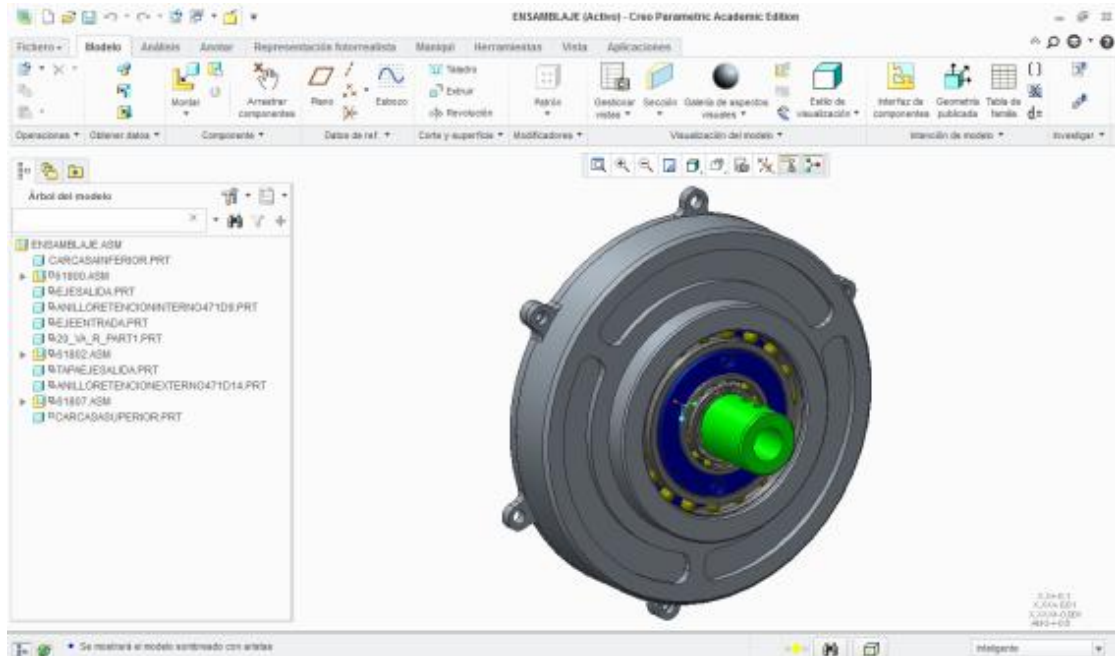 ENSAMBLAJE (Activo) - Creo Parametric Academic Edition
Fichero Modelo Análisis Anotar Representación fotorrealista Maniquí Herramientas Vista Aplicaciones
Taladro
Extruir
Revolución
Montar Arrastrar componentes Plano Esbozo Patrón Gestionar vistas Sección Galería de aspectos visuales Estilo de visualización Interfaz de componentes Geometría publicada Tabla de familia
Operaciones Obtener datos Componente Datos de ref. Corte y superficie Modificadores Visualización del modelo Intención de modelo Investigar
Árbol del modelo
ENSAMBLAJE.ASM
CARCASAINFERIOR.PRT
61800.ASM
EJESALIDA.PRT
ANILLORETENCIONINTERNO471D9.PRT
EJEENTRADA.PRT
20_VA_R_PART1.PRT
61802.ASM
TAPAEJESALIDA.PRT
ANILLORETENCIONEXTERNO471D14.PRT
61807.ASM
CARCASASUPERIOR.PRT
Se mostrará el modelo sombreado con aristas
Inteligente